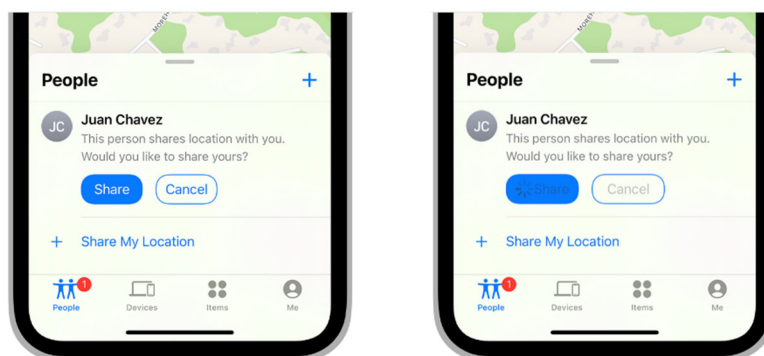 People
+
JC
Juan Chavez
This person shares location with you.
Would you like to share yours?
Share
Cancel
+ Share My Location
1
People
Devices
Items
Me
People
+
JC
Juan Chavez
This person shares location with you.
Would you like to share yours?
Share
Cancel
+ Share My Location
1
People
Devices
Items
Me